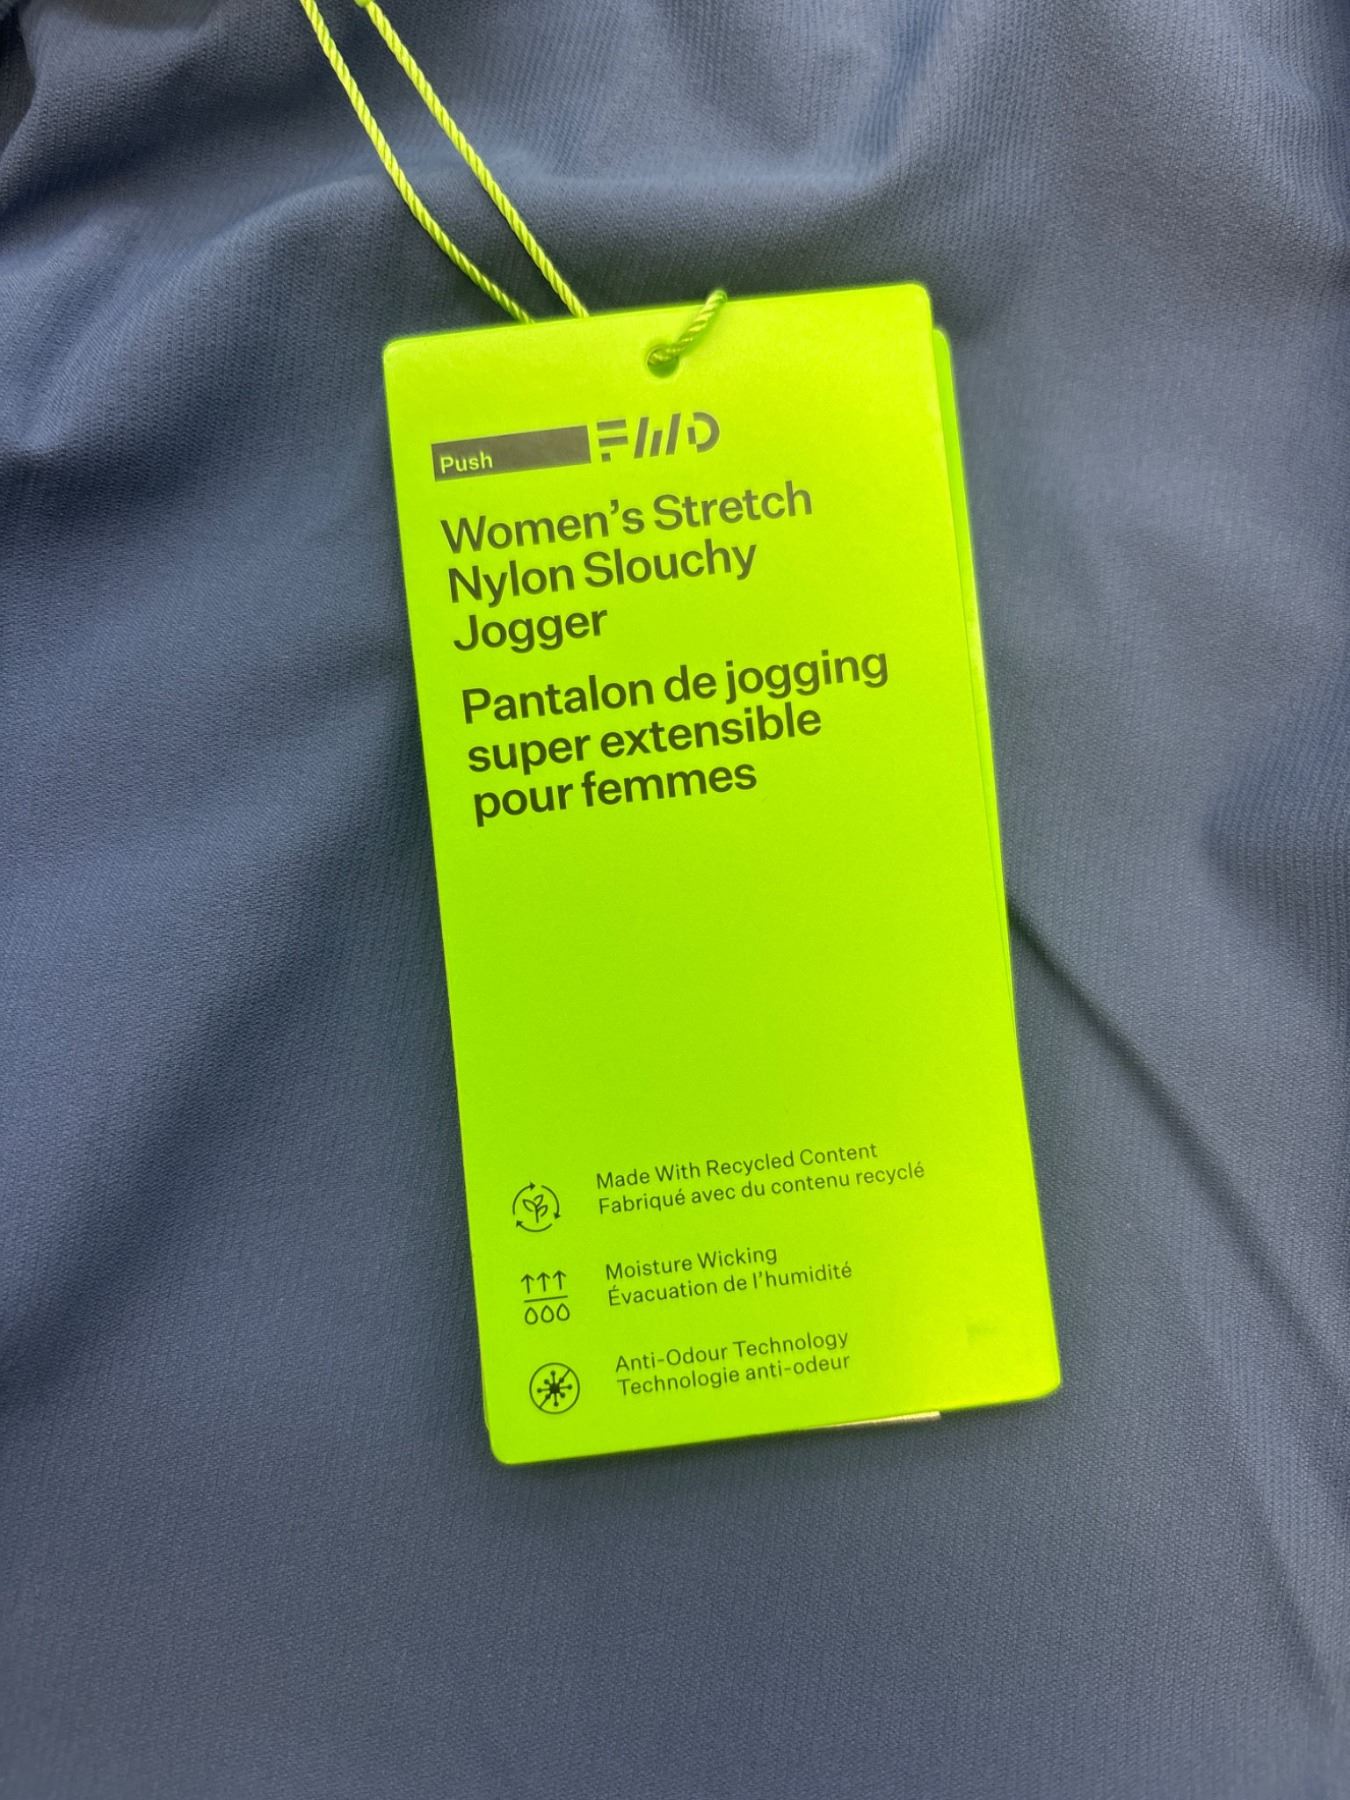 Push FWD
Women's Stretch
Nylon Slouchy
Jogger
Pantalon de jogging
super extensible
pour femmes
Made With Recycled Content
Fabriqué avec du contenu recyclé
Moisture Wicking
Évacuation de l'humidité
Anti-Odour Technology
Technologie anti-odeur